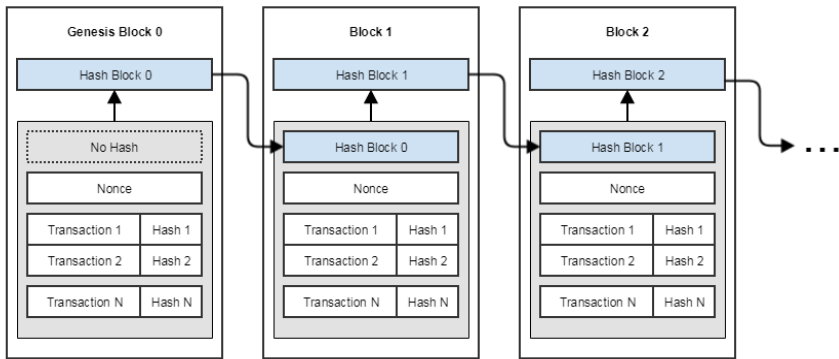 Genesis Block 0
Hash Block 0
No Hash
Nonce
Transaction 1 Hash 1
Transaction 2 Hash 2
Transaction N Hash N
Block 1
Hash Block 1
Hash Block 0
Nonce
Transaction 1 Hash 1
Transaction 2 Hash 2
Transaction N Hash N
Block 2
Hash Block 2
Hash Block 1
Nonce
Transaction 1 Hash 1
Transaction 2 Hash 2
Transaction N Hash N
...